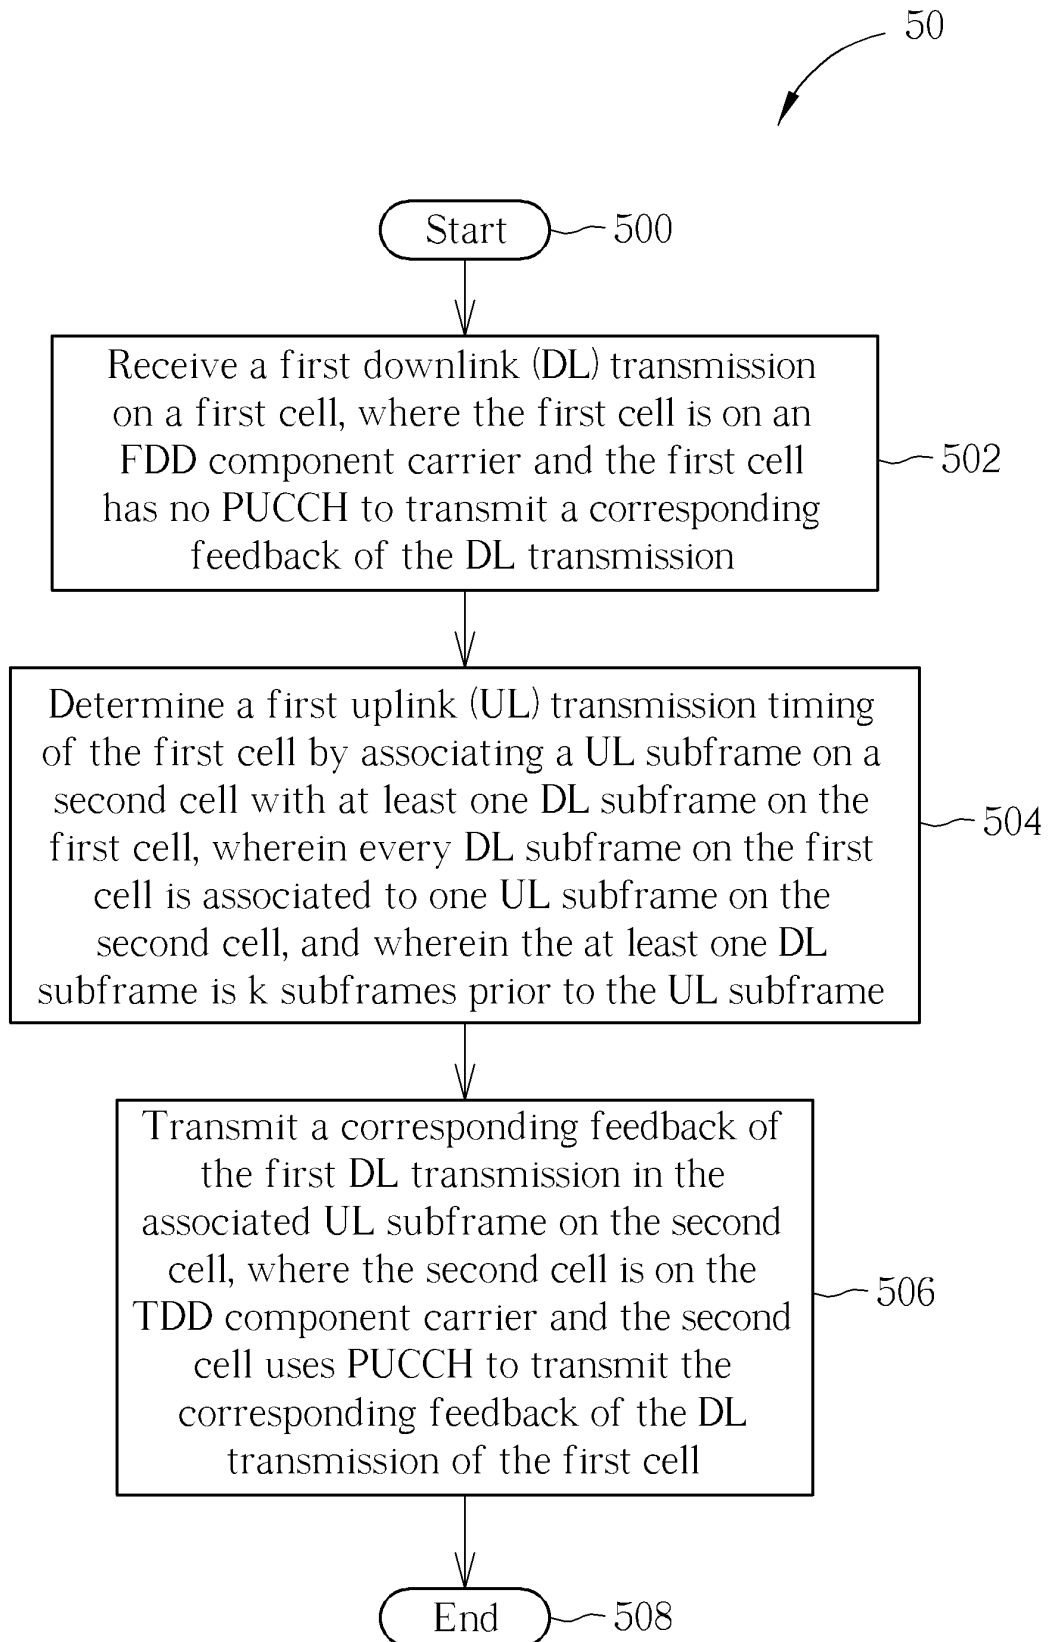 50
Start
500
Receive a first downlink (DL) transmission
on a first cell, where the first cell is on an
FDD component carrier and the first cell
has no PUCCH to transmit a corresponding
feedback of the DL transmission
502
Determine a first uplink (UL) transmission timing
of the first cell by associating a UL subframe on a
second cell with at least one DL subframe on the
first cell, wherein every DL subframe on the first
cell is associated to one UL subframe on the
second cell, and wherein the at least one DL
subframe is k subframes prior to the UL subframe
504
Transmit a corresponding feedback of
the first DL transmission in the
associated UL subframe on the second
cell, where the second cell is on the
TDD component carrier and the second
cell uses PUCCH to transmit the
corresponding feedback of the DL
transmission of the first cell
506
End
508